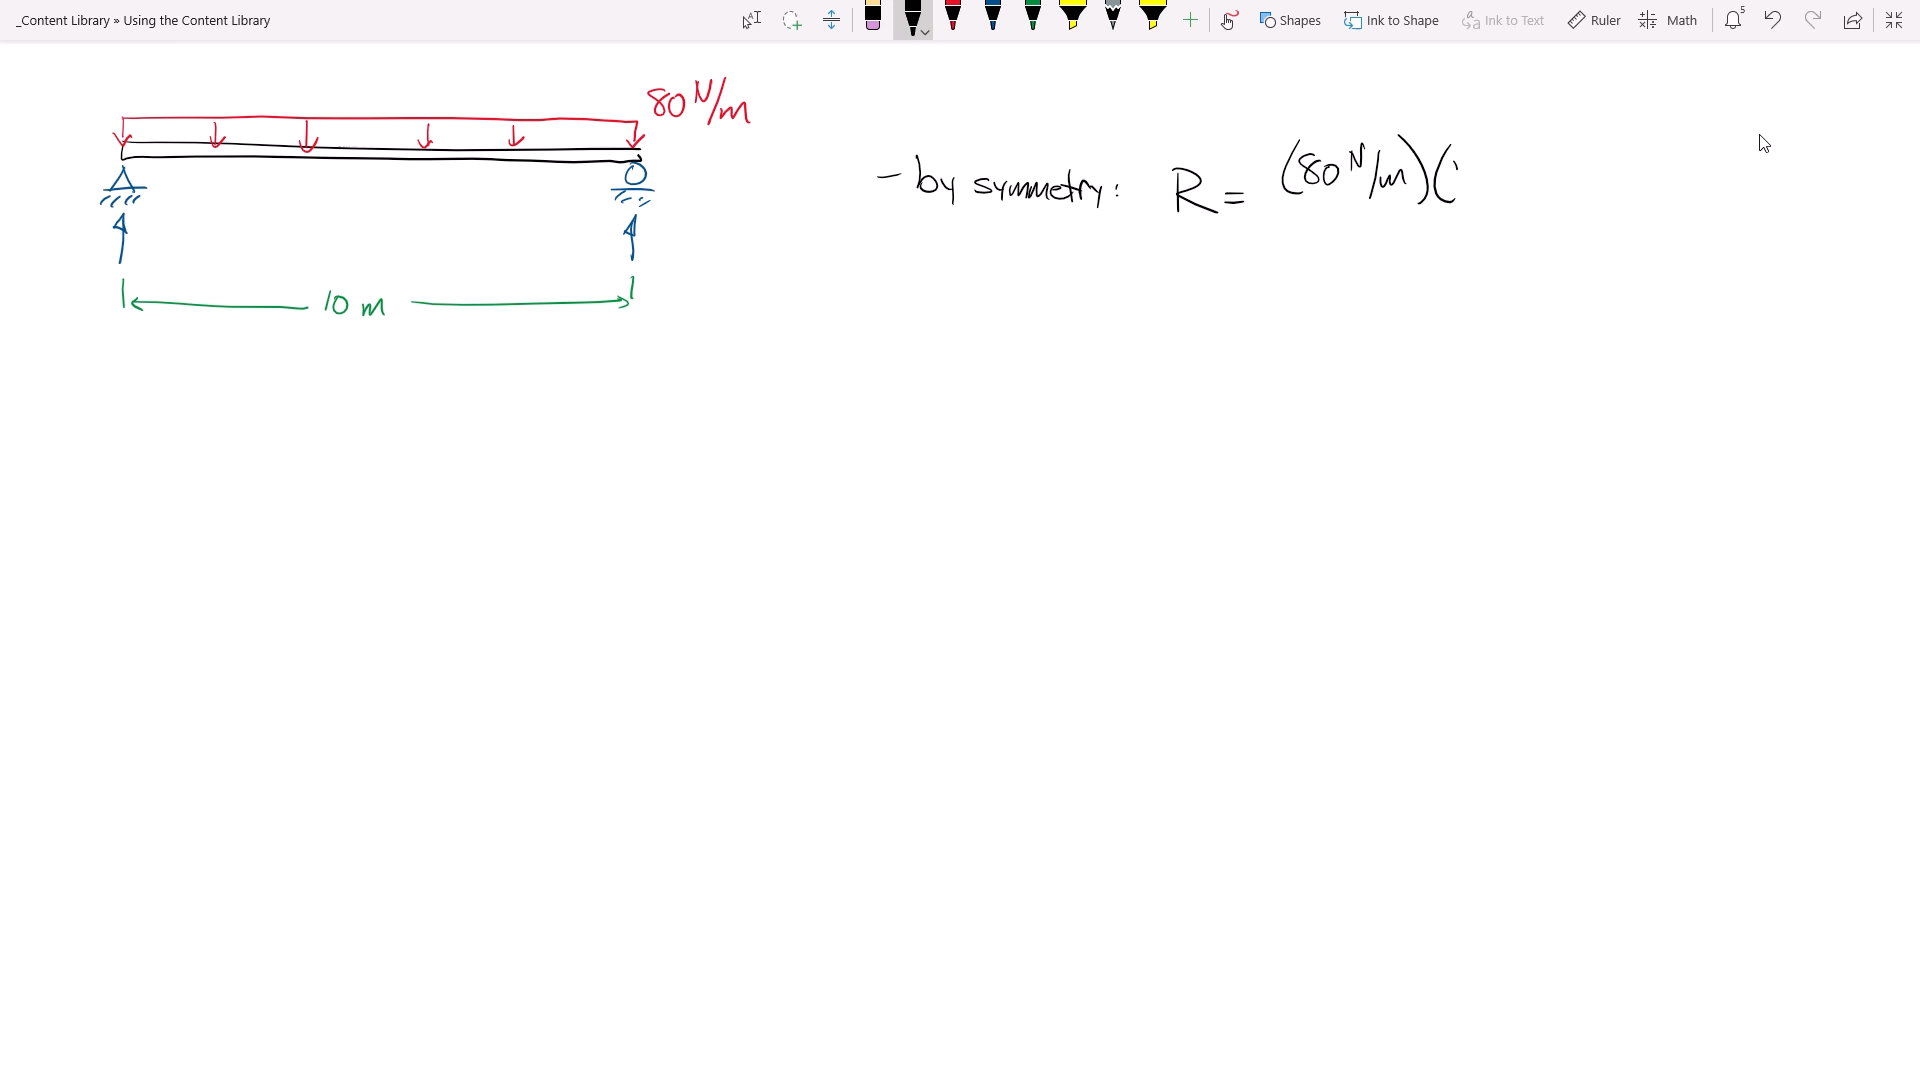 _Content Library » Using the Content Library
Shapes Ink to Shape Ink to Text Ruler Math 5
80 N/m
- by symmetry: R = (80 N/m)(
10 m